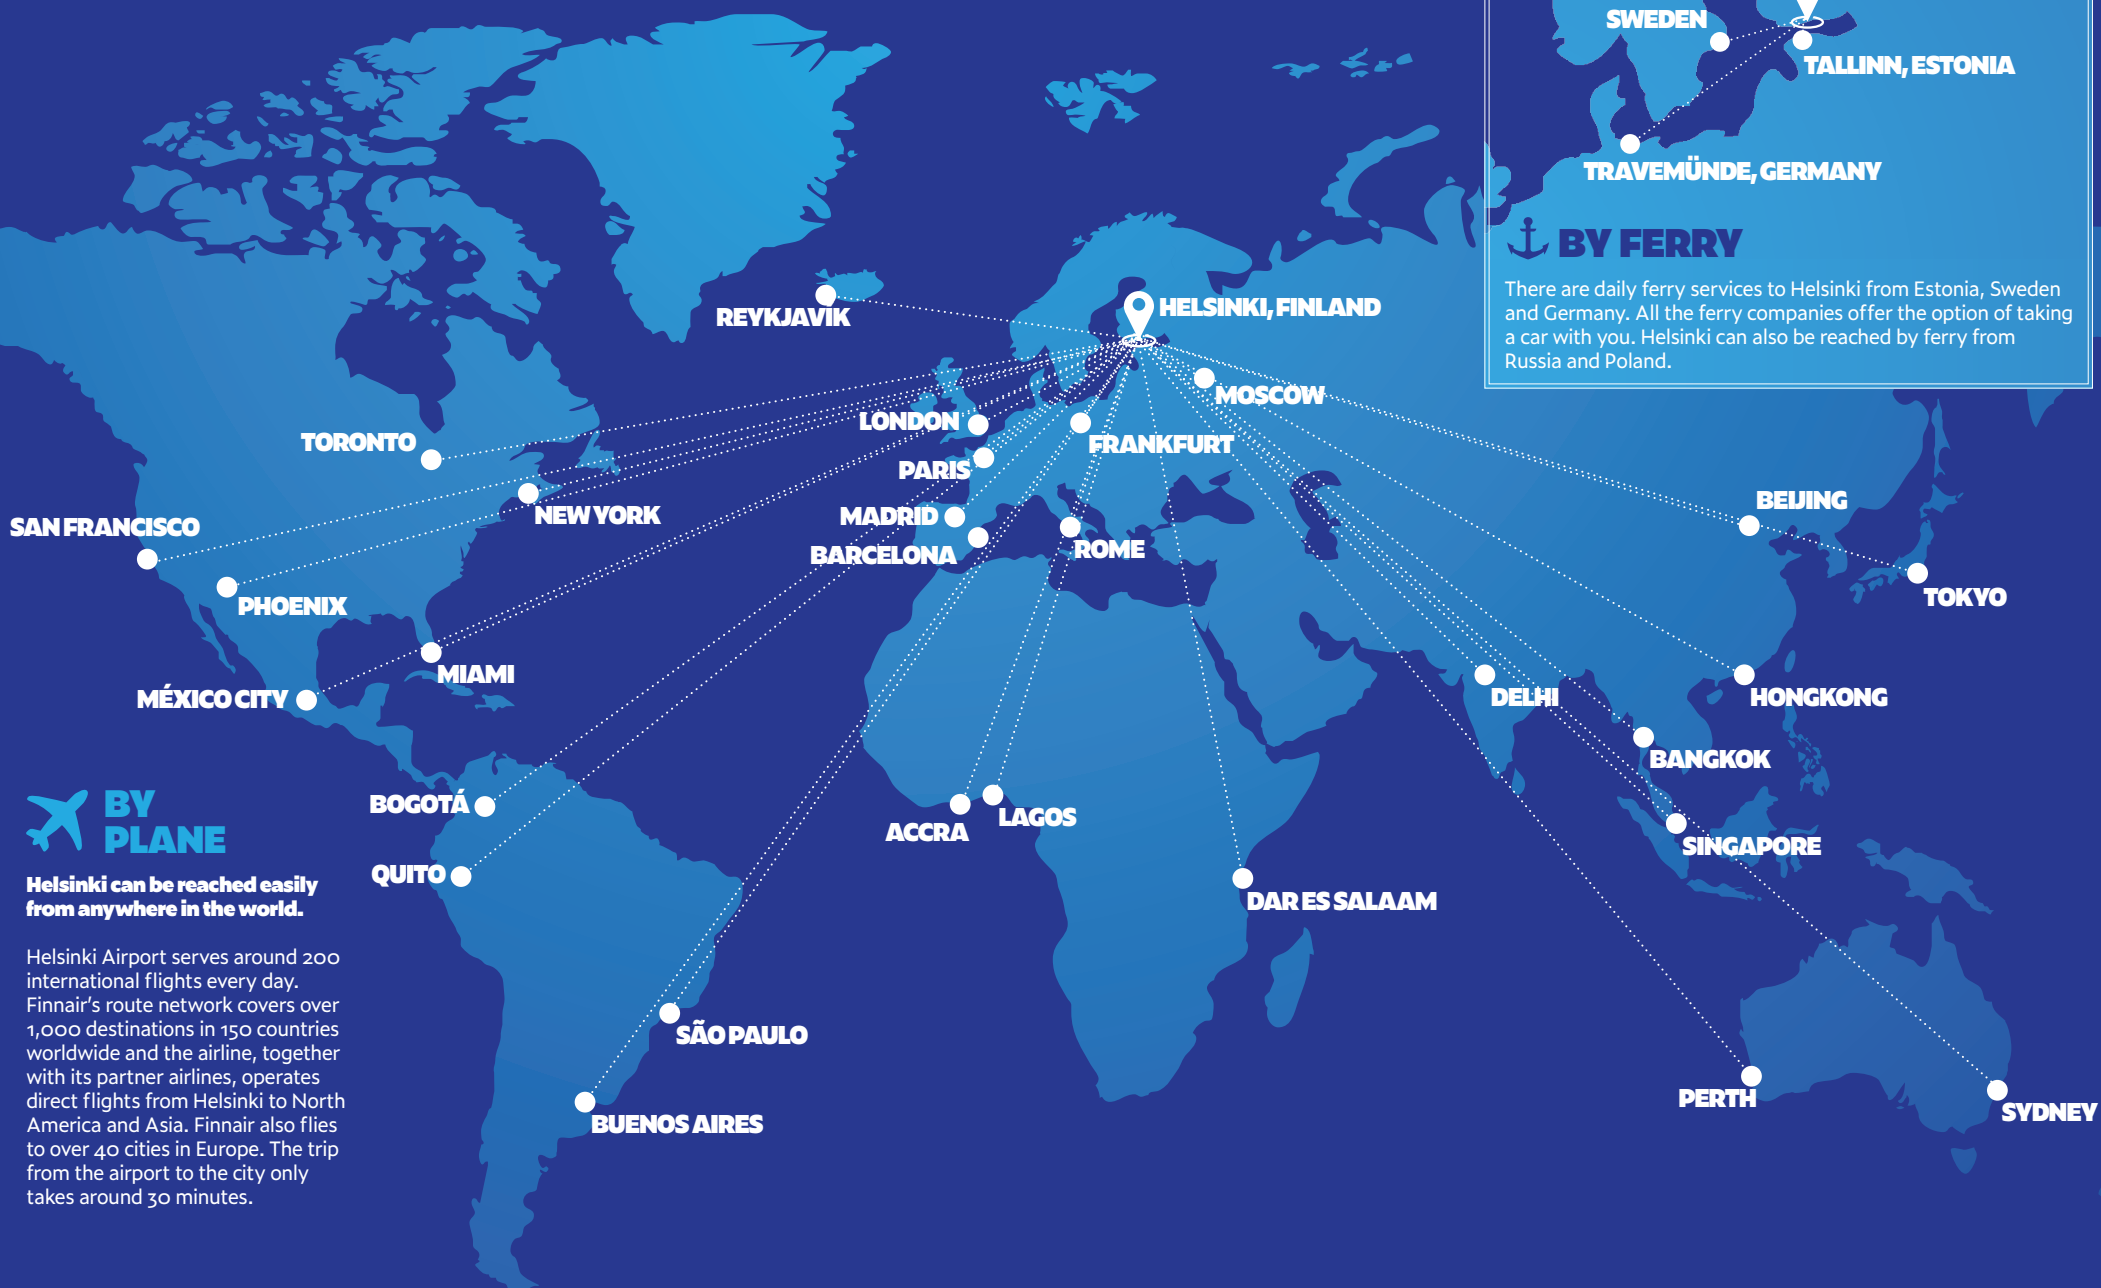 SWEDEN
TALLINN, ESTONIA
TRAVEMÜNDE, GERMANY
BY FERRY
There are daily ferry services to Helsinki from Estonia, Sweden
and Germany. All the ferry companies offer the option of taking
a car with you. Helsinki can also be reached by ferry from
Russia and Poland.
REYKJAVIK
HELSINKI, FINLAND
MOSCOW
LONDON
FRANKFURT
TORONTO
PARIS
NEW YORK
MADRID
BARCELONA
ROME
SAN FRANCISCO
PHOENIX
BEIJING
TOKYO
MIAMI
MÉXICO CITY
DELHI
HONGKONG
BANGKOK
BOGOTÁ
ACCRA
LAGOS
SINGAPORE
QUITO
DAR ES SALAAM
SÃO PAULO
BUENOS AIRES
PERTH
SYDNEY
BY
PLANE
Helsinki can be reached easily
from anywhere in the world.
Helsinki Airport serves around 200
international flights every day.
Finnair's route network covers over
1,000 destinations in 150 countries
worldwide and the airline, together
with its partner airlines, operates
direct flights from Helsinki to North
America and Asia. Finnair also flies
to over 40 cities in Europe. The trip
from the airport to the city only
takes around 30 minutes.